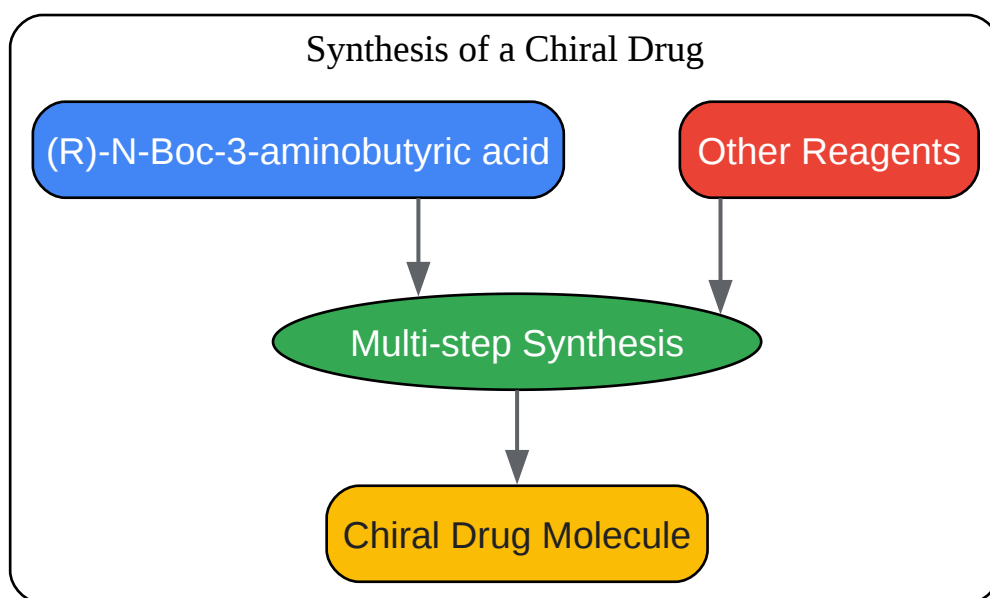 Synthesis of a Chiral Drug
(R)-N-Boc-3-aminobutyric acid
Other Reagents
Multi-step Synthesis
Chiral Drug Molecule